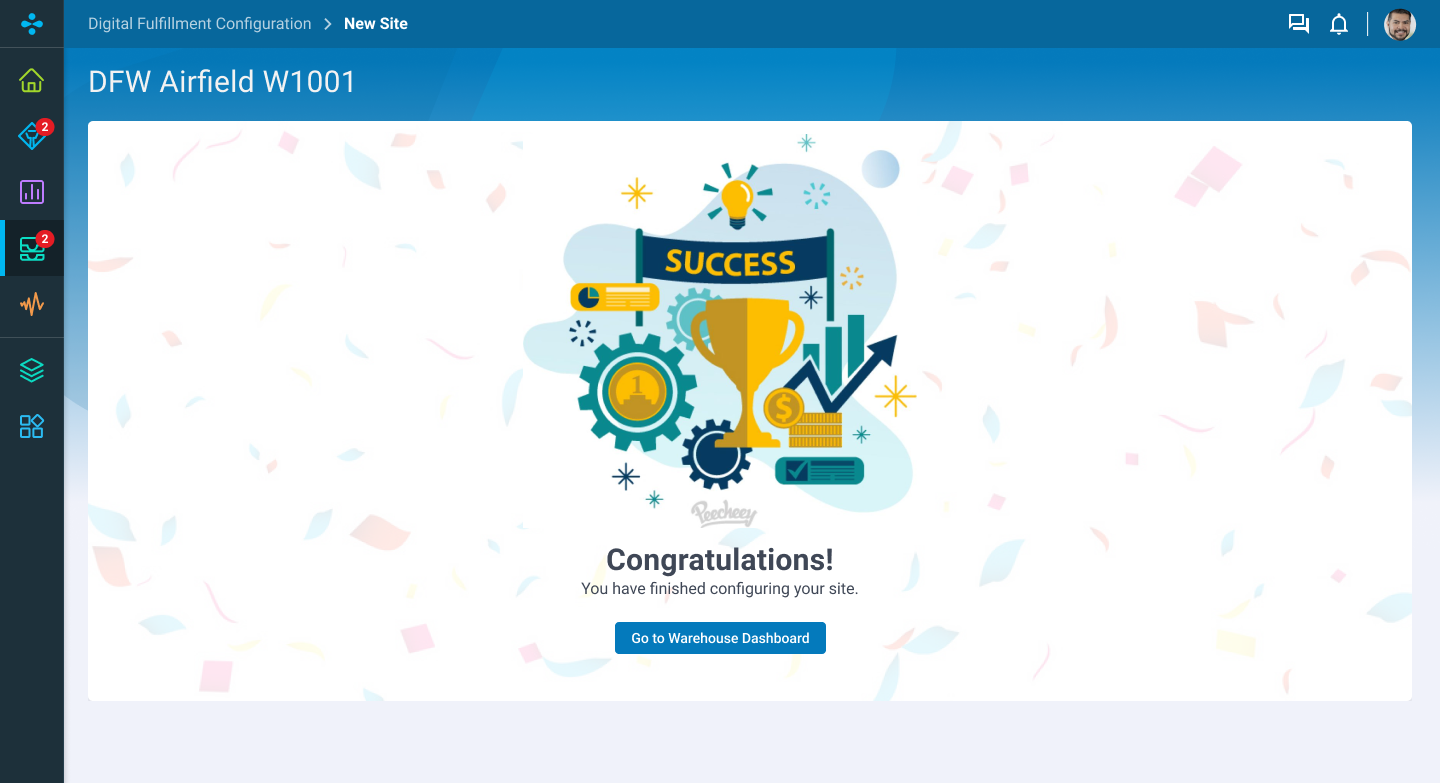 Digital Fulfillment Configuration > New Site
DFW Airfield W1001
2
2
SUCCESS
1
$
Peecheey
Congratulations!
You have finished configuring your site.
Go to Warehouse Dashboard